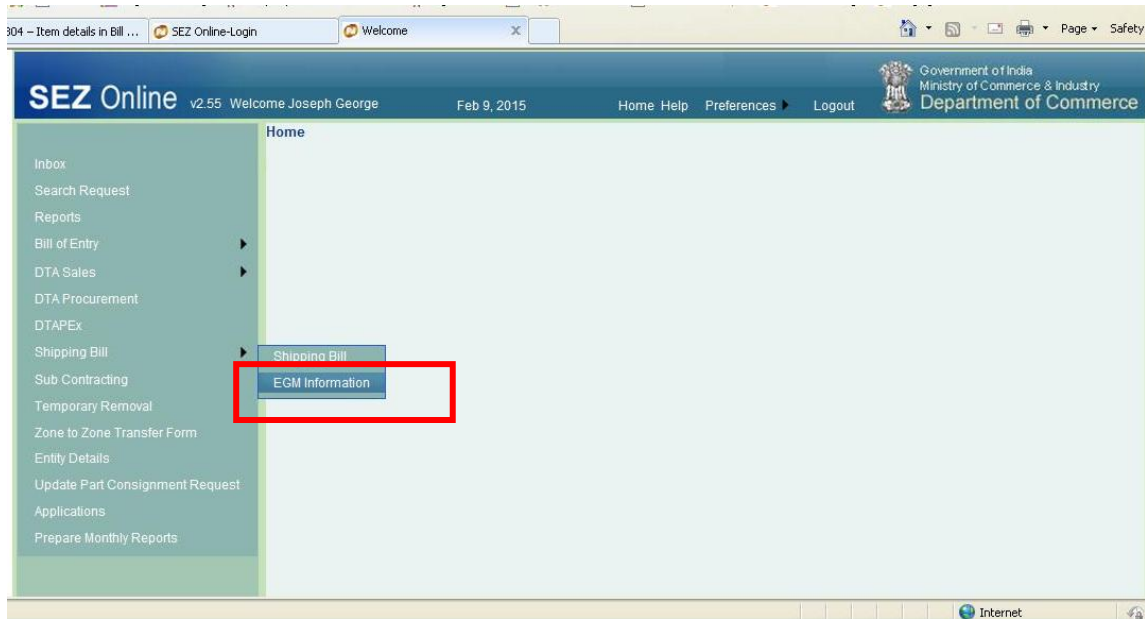 304 – Item details in Bill ... SEZ Online-Login Welcome x Page Safety
Government of India
Ministry of Commerce & Industry
SEZ Online v2.55 Welcome Joseph George Feb 9, 2015 Home Help Preferences Logout Department of Commerce
Home
Inbox
Search Request
Reports
Bill of Entry
DTA Sales
DTA Procurement
DTAPEx
Shipping Bill Shipping Bill
Sub Contracting EGM Information
Temporary Removal
Zone to Zone Transfer Form
Entity Details
Update Part Consignment Request
Applications
Prepare Monthly Reports
Internet